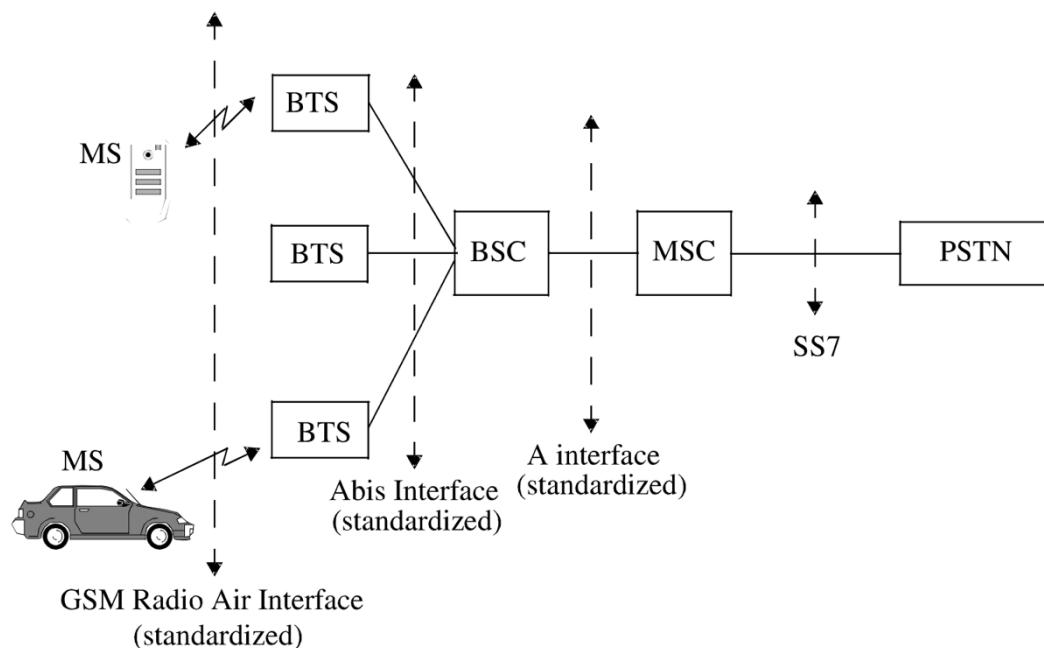 BTS
MS
BTS
BSC
MSC
PSTN
SS7
BTS
MS
A interface
(standardized)
Abis Interface
(standardized)
GSM Radio Air Interface
(standardized)